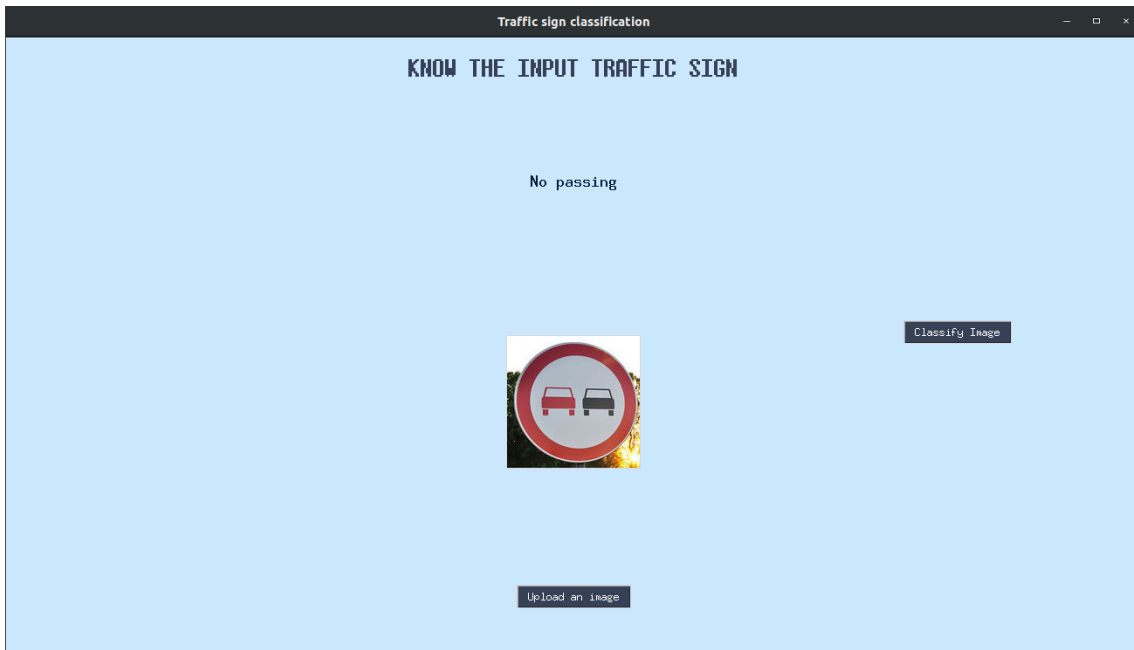 Traffic sign classification
KNOW THE INPUT TRAFFIC SIGN
No passing
Classify Image
Upload an image